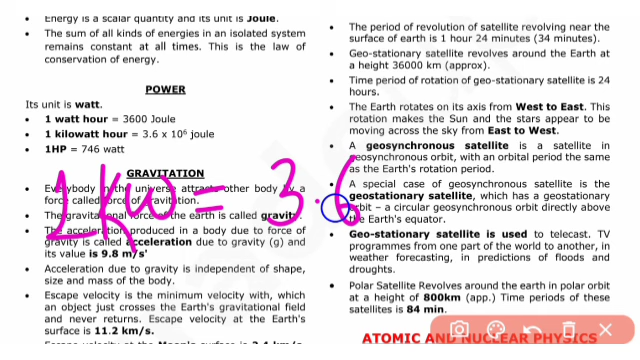 • Energy is a scalar quantity and its unit is Joule.
• The sum of all kinds of energies in an isolated system
remains constant at all times. This is the law of
conservation of energy.
POWER
Its unit is watt.
• 1 watt hour = 3600 Joule
• 1 kilowatt hour = 3.6 x 10⁶ joule
• 1HP = 746 watt
GRAVITATION
• Everybody in the universe attracts other body by a
force called force of gravitation.
• The gravitational force of the earth is called gravity.
• The acceleration produced in a body due to force of
gravity is called acceleration due to gravity (g) and
its value is 9.8 m/s'
• Acceleration due to gravity is independent of shape,
size and mass of the body.
• Escape velocity is the minimum velocity with, which
an object just crosses the Earth's gravitational field
and never returns. Escape velocity at the Earth's
surface is 11.2 km/s.
1 kw = 3.6
• The period of revolution of satellite revolving near the
surface of earth is 1 hour 24 minutes (34 minutes).
• Geo-stationary satellite revolves around the Earth at
a height 36000 km (approx).
• Time period of rotation of geo-stationary satellite is 24
hours.
• The Earth rotates on its axis from West to East. This
rotation makes the Sun and the stars appear to be
moving across the sky from East to West.
• A geosynchronous satellite is a satellite in
geosynchronous orbit, with an orbital period the same
as the Earth's rotation period.
• A special case of geosynchronous satellite is the
geostationary satellite, which has a geostationary
orbit – a circular geosynchronous orbit directly above
the Earth's equator.
• Geo-stationary satellite is used to telecast. TV
programmes from one part of the world to another, in
weather forecasting, in predictions of floods and
droughts.
• Polar Satellite Revolves around the earth in polar orbit
at a height of 800km (app.) Time periods of these
satellites is 84 min.
ATOMIC AND NUCLEAR PHYSICS